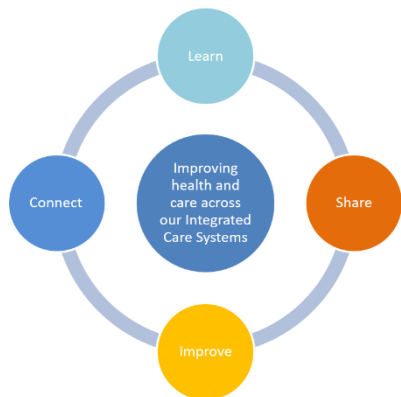 Learn
Connect
Improving
health and
care across
our Integrated
Care Systems
Share
Improve